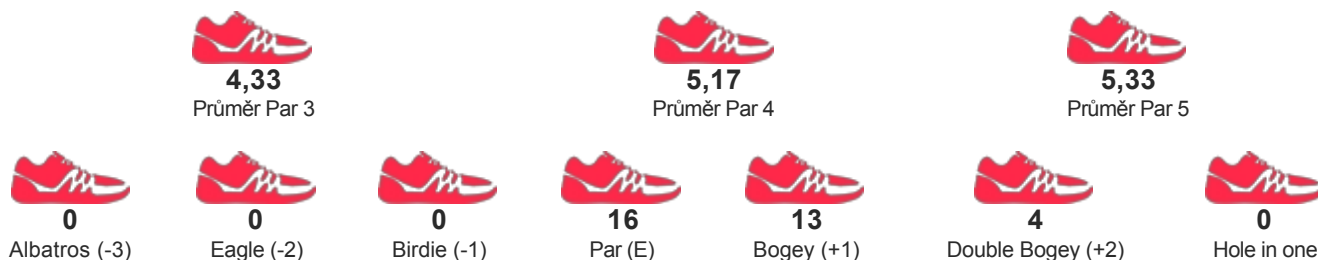 4,33 5,17 5,33
Průměr Par 3 Průměr Par 4 Průměr Par 5
0 0 0 16 13 4 0
Albatros (-3) Eagle (-2) Birdie (-1) Par (E) Bogey (+1) Double Bogey (+2) Hole in one